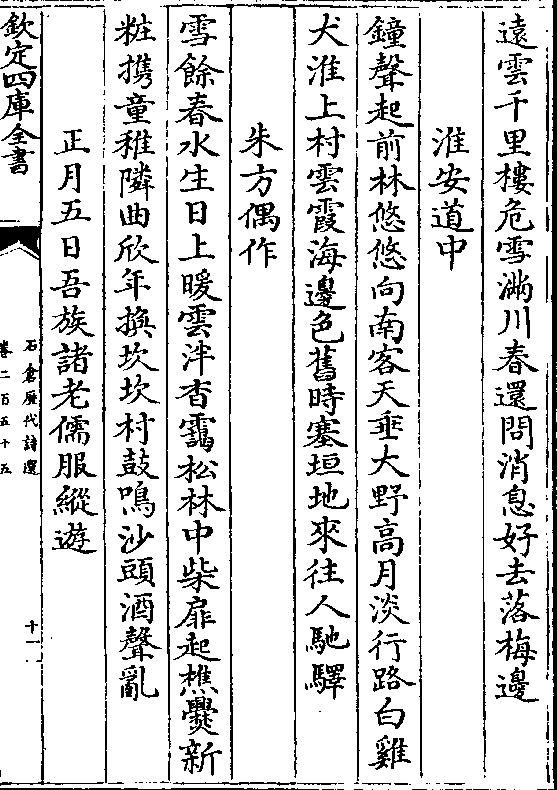 遠雲千里樓危雪滿川春還問消息好去落梅邊
淮安道中
鐘聲起前林悠悠向南客天垂大野髙月淡行路白雞
犬淮上村雲霞海邊色舊時塞垣地來往人馳驛
朱方偶作
雪餘春水生日上暖雲泮杳靄松林中柴扉起樵爨新
粧携童稚隣曲欣年換坎坎村鼓鳴沙頭酒聲亂
正月五日吾族諸老儒服縱遊
欽定四庫全書
石倉歴代詩選
卷二百五十五
十一